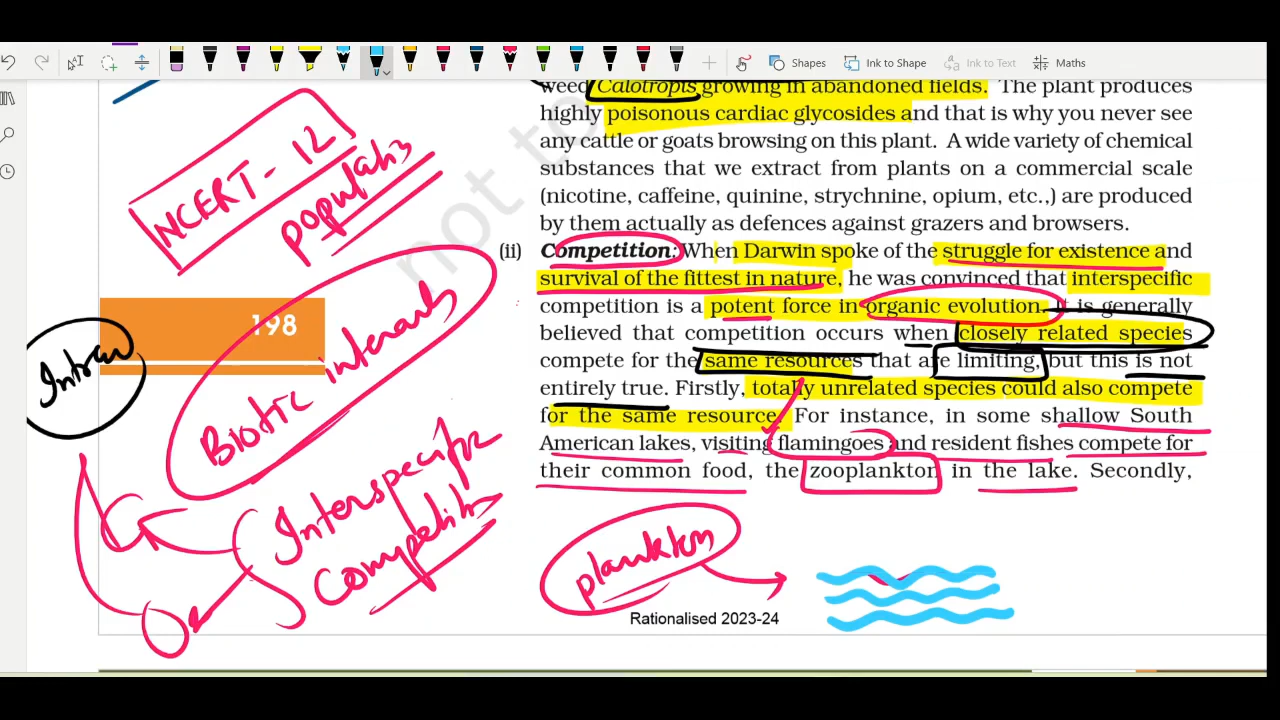 Shapes
Ink to Shape
Ink to Text
Maths
weed Calotropis growing in abandoned fields. The plant produces
highly poisonous cardiac glycosides and that is why you never see
any cattle or goats browsing on this plant. A wide variety of chemical
substances that we extract from plants on a commercial scale
(nicotine, caffeine, quinine, strychnine, opium, etc.,) are produced
by them actually as defences against grazers and browsers.
(ii) Competition: When Darwin spoke of the struggle for existence and
survival of the fittest in nature, he was convinced that interspecific
competition is a potent force in organic evolution. It is generally
believed that competition occurs when closely related species
compete for the same resources that are limiting, but this is not
entirely true. Firstly, totally unrelated species could also compete
for the same resource. For instance, in some shallow South
American lakes, visiting flamingoes and resident fishes compete for
their common food, the zooplankton in the lake. Secondly,
not to
NCERT- 12
198
Biotic
Interspecific
plankton
Rationalised 2023-24